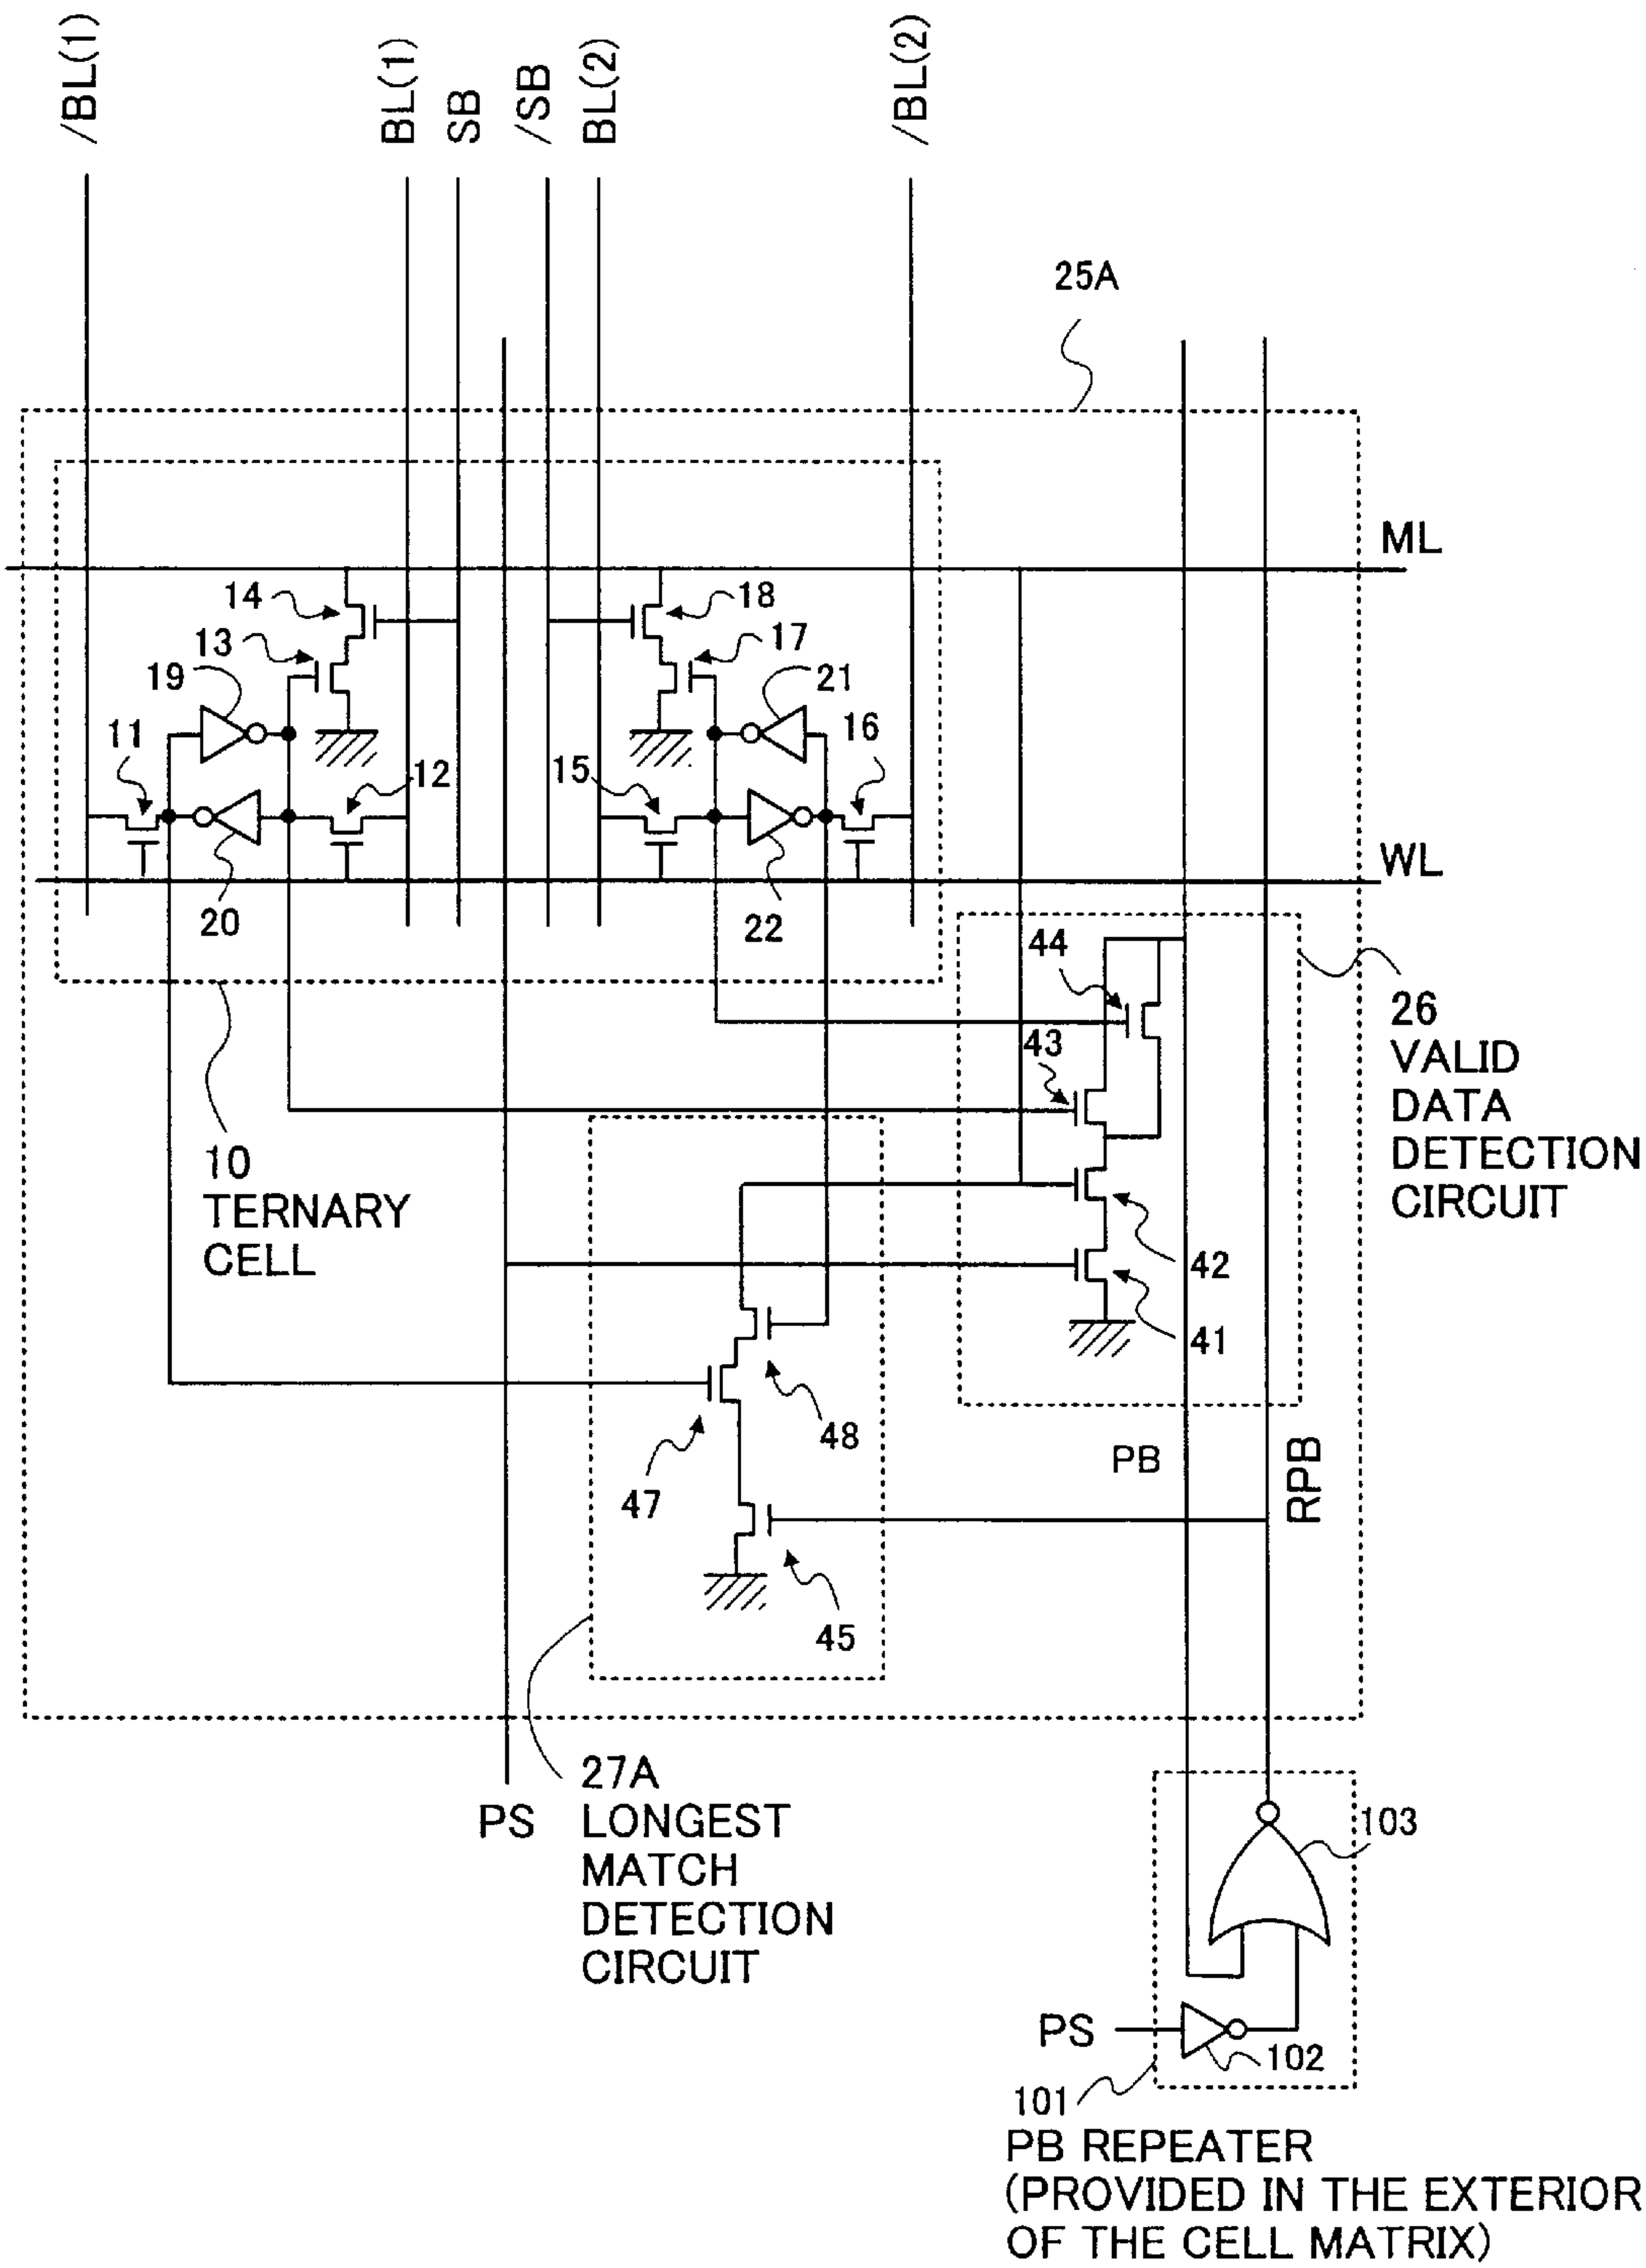 /BL(1)
BL(1)
SB
/SB
BL(2)
/BL(2)
25A
ML
14
18
13
17
19
21
11
16
12
15
WL
20
22
44
26
VALID
DATA
DETECTION
CIRCUIT
43
10
TERNARY
CELL
42
41
48
PB
RPB
47
45
27A
LONGEST
MATCH
DETECTION
CIRCUIT
PS
103
PS
102
101
PB REPEATER
(PROVIDED IN THE EXTERIOR
OF THE CELL MATRIX)